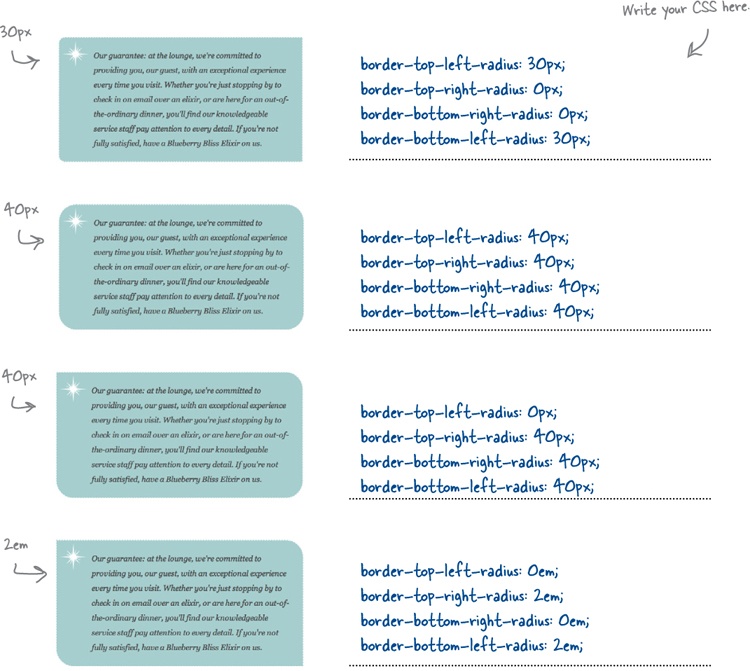 Write your CSS here.
30px
Our guarantee: at the lounge, we're committed to
providing you, our guest, with an exceptional experience
every time you visit. Whether you're just stopping by to
check in on email over an elixir, or are here for an out-of-
the-ordinary dinner, you'll find our knowledgeable
service staff pay attention to every detail. If you're not
fully satisfied, have a Blueberry Bliss Elixir on us.
border-top-left-radius: 30px;
border-top-right-radius: 0px;
border-bottom-right-radius: 0px;
border-bottom-left-radius: 30px;
40px
Our guarantee: at the lounge, we're committed to
providing you, our guest, with an exceptional experience
every time you visit. Whether you're just stopping by to
check in on email over an elixir, or are here for an out-of-
the-ordinary dinner, you'll find our knowledgeable
service staff pay attention to every detail. If you're not
fully satisfied, have a Blueberry Bliss Elixir on us.
border-top-left-radius: 40px;
border-top-right-radius: 40px;
border-bottom-right-radius: 40px;
border-bottom-left-radius: 40px;
40px
Our guarantee: at the lounge, we're committed to
providing you, our guest, with an exceptional experience
every time you visit. Whether you're just stopping by to
check in on email over an elixir, or are here for an out-of-
the-ordinary dinner, you'll find our knowledgeable
service staff pay attention to every detail. If you're not
fully satisfied, have a Blueberry Bliss Elixir on us.
border-top-left-radius: 0px;
border-top-right-radius: 40px;
border-bottom-right-radius: 40px;
border-bottom-left-radius: 40px;
2em
Our guarantee: at the lounge, we're committed to
providing you, our guest, with an exceptional experience
every time you visit. Whether you're just stopping by to
check in on email over an elixir, or are here for an out-of-
the-ordinary dinner, you'll find our knowledgeable
service staff pay attention to every detail. If you're not
fully satisfied, have a Blueberry Bliss Elixir on us.
border-top-left-radius: 0em;
border-top-right-radius: 2em;
border-bottom-right-radius: 0em;
border-bottom-left-radius: 2em;